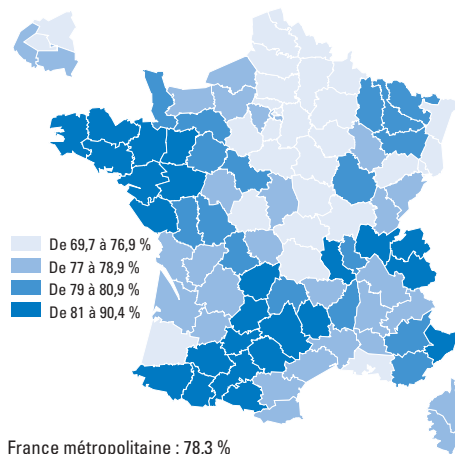 De 69,7 à 76,9 %
De 77 à 78,9 %
De 79 à 80,9 %
De 81 à 90,4 %
France métropolitaine : 78,3 %